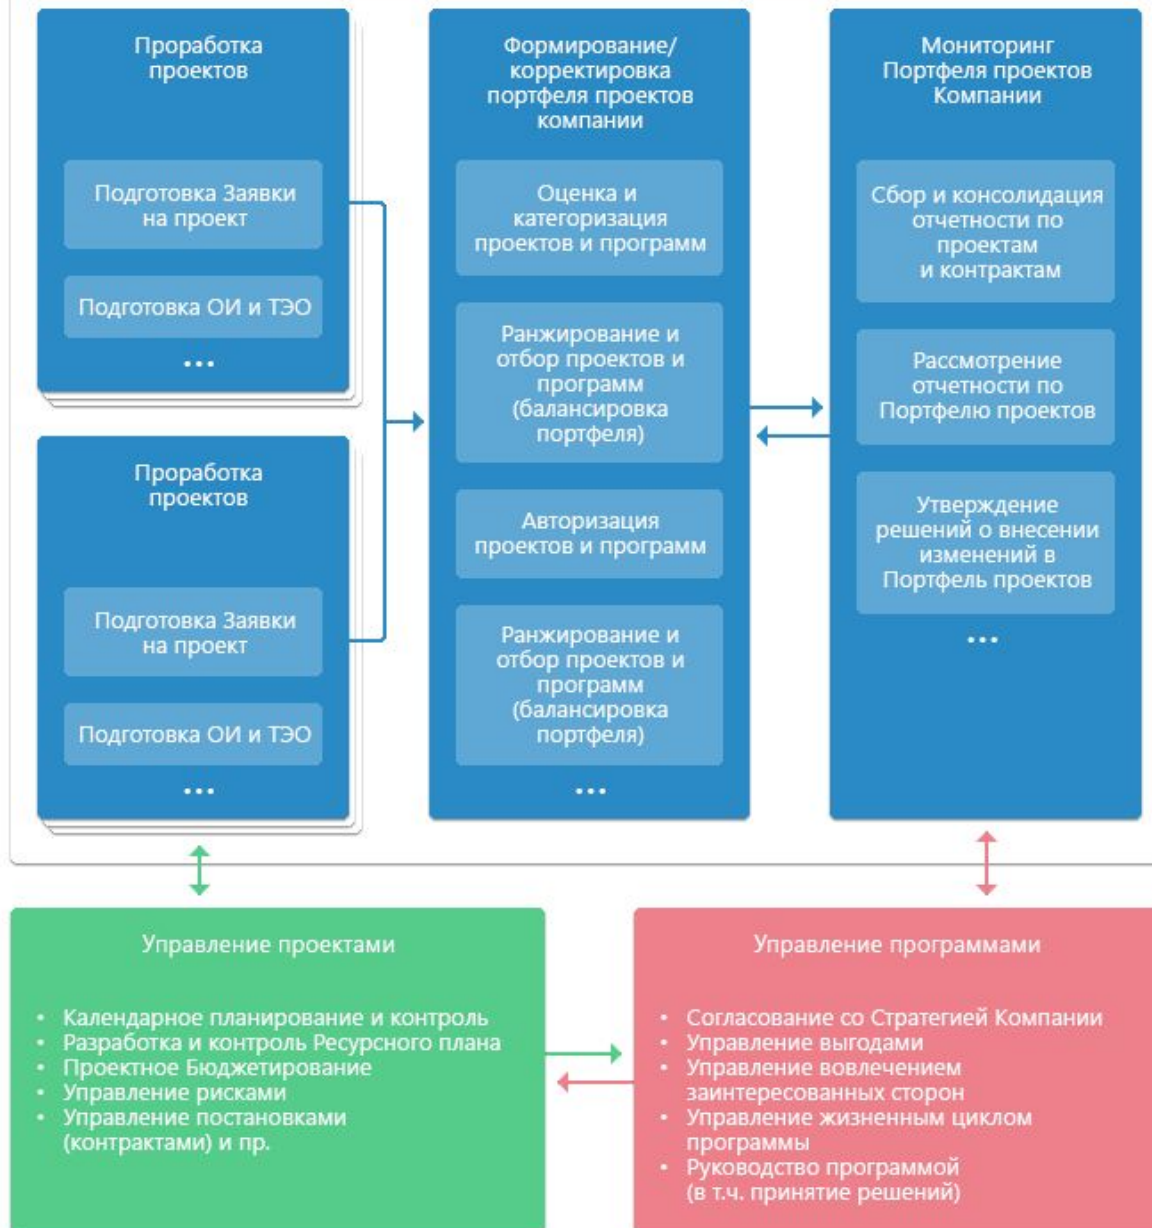 Проработка
проектов
Подготовка Заявки
на проект
Подготовка ОИ и ТЭО
...
Проработка
проектов
Подготовка Заявки
на проект
Подготовка ОИ и ТЭО
...
Формирование/
корректировка
портфеля проектов
компании
Оценка и
категоризация
проектов и программ
Ранжирование и
отбор проектов и
программ
(балансировка
портфеля)
Авторизация
проектов и программ
Ранжирование и
отбор проектов и
программ
(балансировка
портфеля)
...
Мониторинг
Портфеля проектов
Компании
Сбор и консолидация
отчетности по
проектам
и контрактам
Рассмотрение
отчетности по
Портфелю проектов
Утверждение
решений о внесении
изменений в
Портфель проектов
...
Управление проектами
• Календарное планирование и контроль
• Разработка и контроль Ресурсного плана
• Проектное Бюджетирование
• Управление рисками
• Управление постановками
(контрактами) и пр.
Управление программами
• Согласование со Стратегией Компании
• Управление выгодами
• Управление вовлечением
заинтересованных сторон
• Управление жизненным циклом
программы
• Руководство программой
(в т.ч. принятие решений)